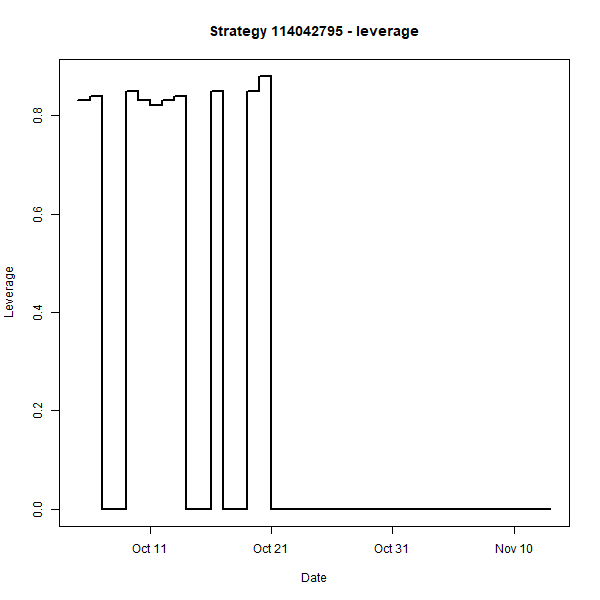 Strategy 114042795 - leverage
Leverage
0.8
0.6
0.4
0.2
0.0
Oct 11
Oct 21
Oct 31
Nov 10
Date